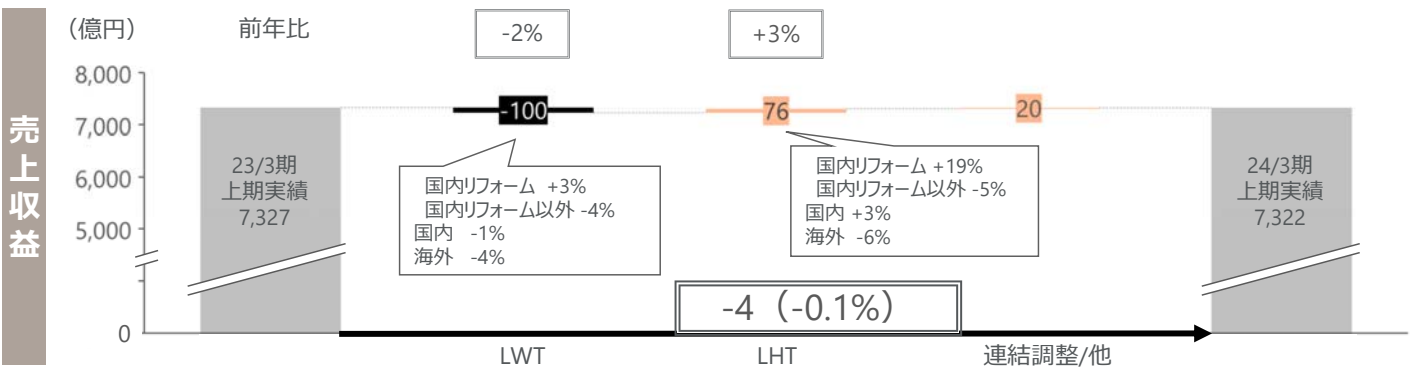 売上収益
（億円）
前年比
-2%
+3%
8,000
7,000
6,000
5,000
0
23/3期
上期実績
7,327
-100
国内リフォーム +3%
国内リフォーム以外 -4%
国内 -1%
海外 -4%
76
国内リフォーム +19%
国内リフォーム以外 -5%
国内 +3%
海外 -6%
20
24/3期
上期実績
7,322
-4（-0.1%）
LWT
LHT
連結調整/他